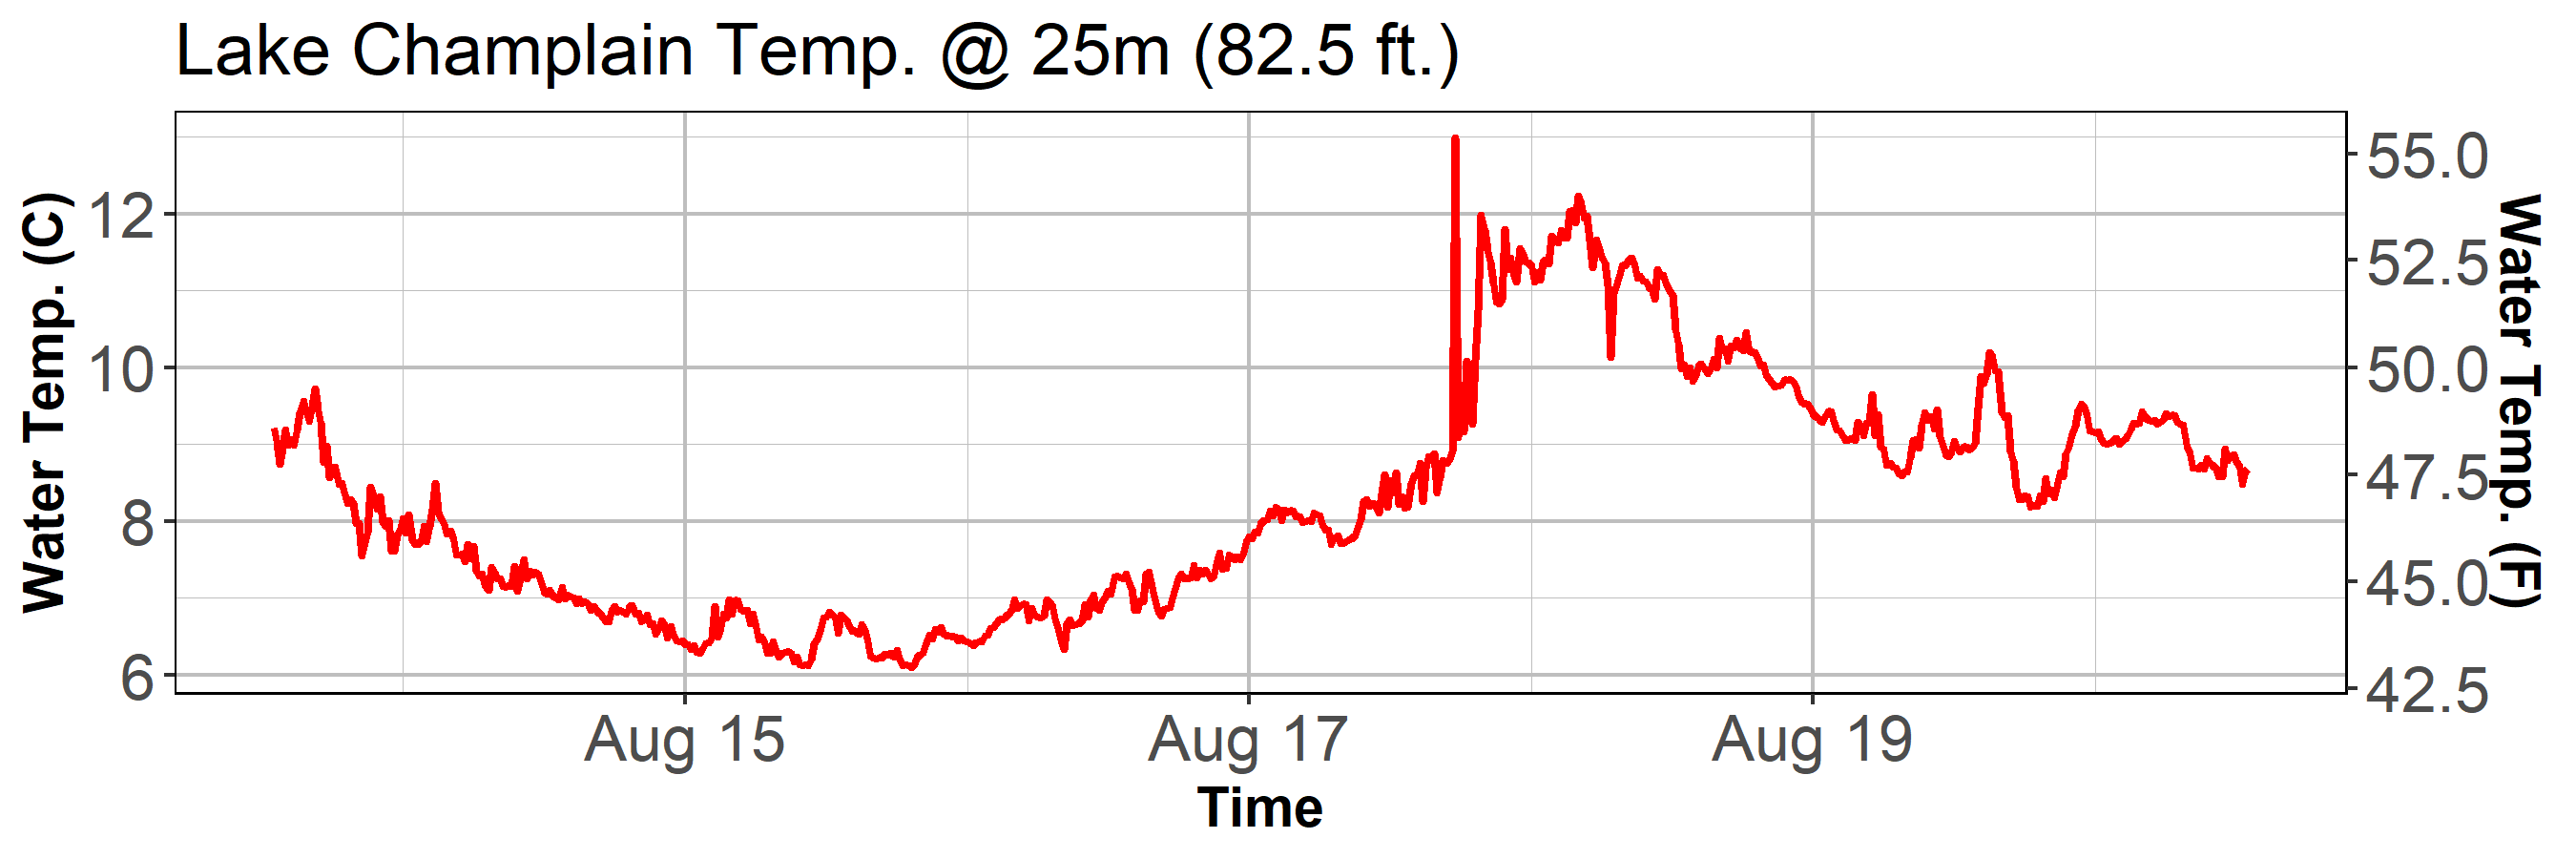 Lake Champlain Temp. @ 25m (82.5 ft.)
Water Temp. (C)
12
10
8
6
55.0
52.5
50.0
47.5
45.0
42.5
Water Temp. (F)
Aug 15
Aug 17
Aug 19
Time